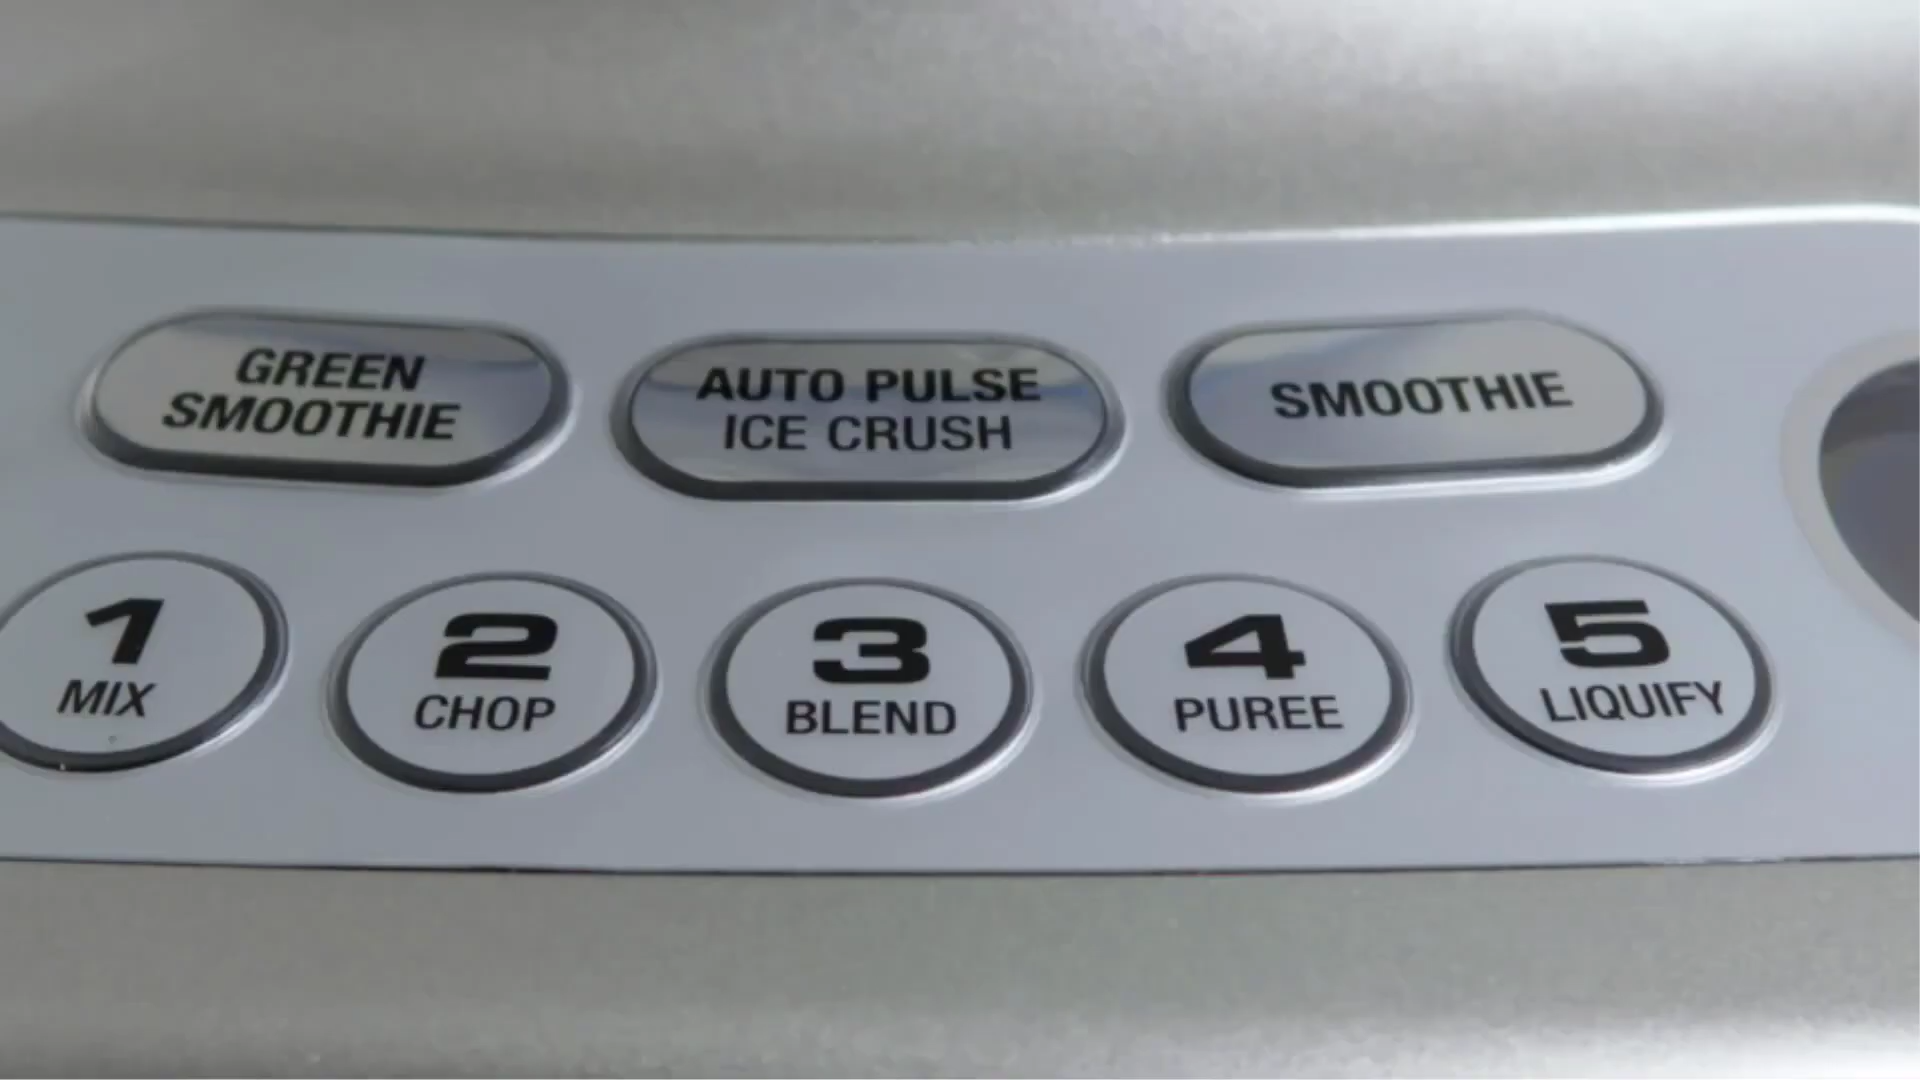 GREEN
SMOOTHIE
AUTO PULSE
ICE CRUSH
SMOOTHIE
1
MIX
2
CHOP
3
BLEND
4
PUREE
5
LIQUIFY